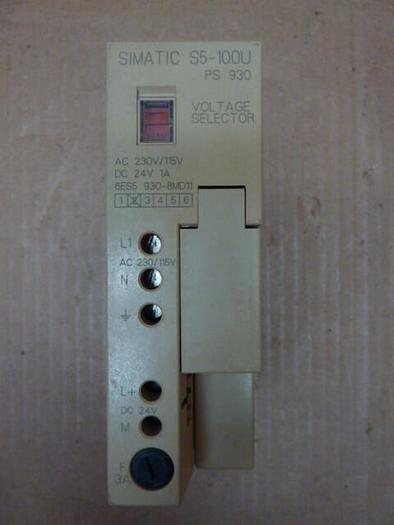 SIMATIC S5-100U
PS 930
VOLTAGE
SELECTOR
AC 230V/115V
DC 24V 1A
6ES5 930-8MD11
1 X 3 4 5 6
L1
AC 230/115V
N
L+
DC 24V
M
F
3A